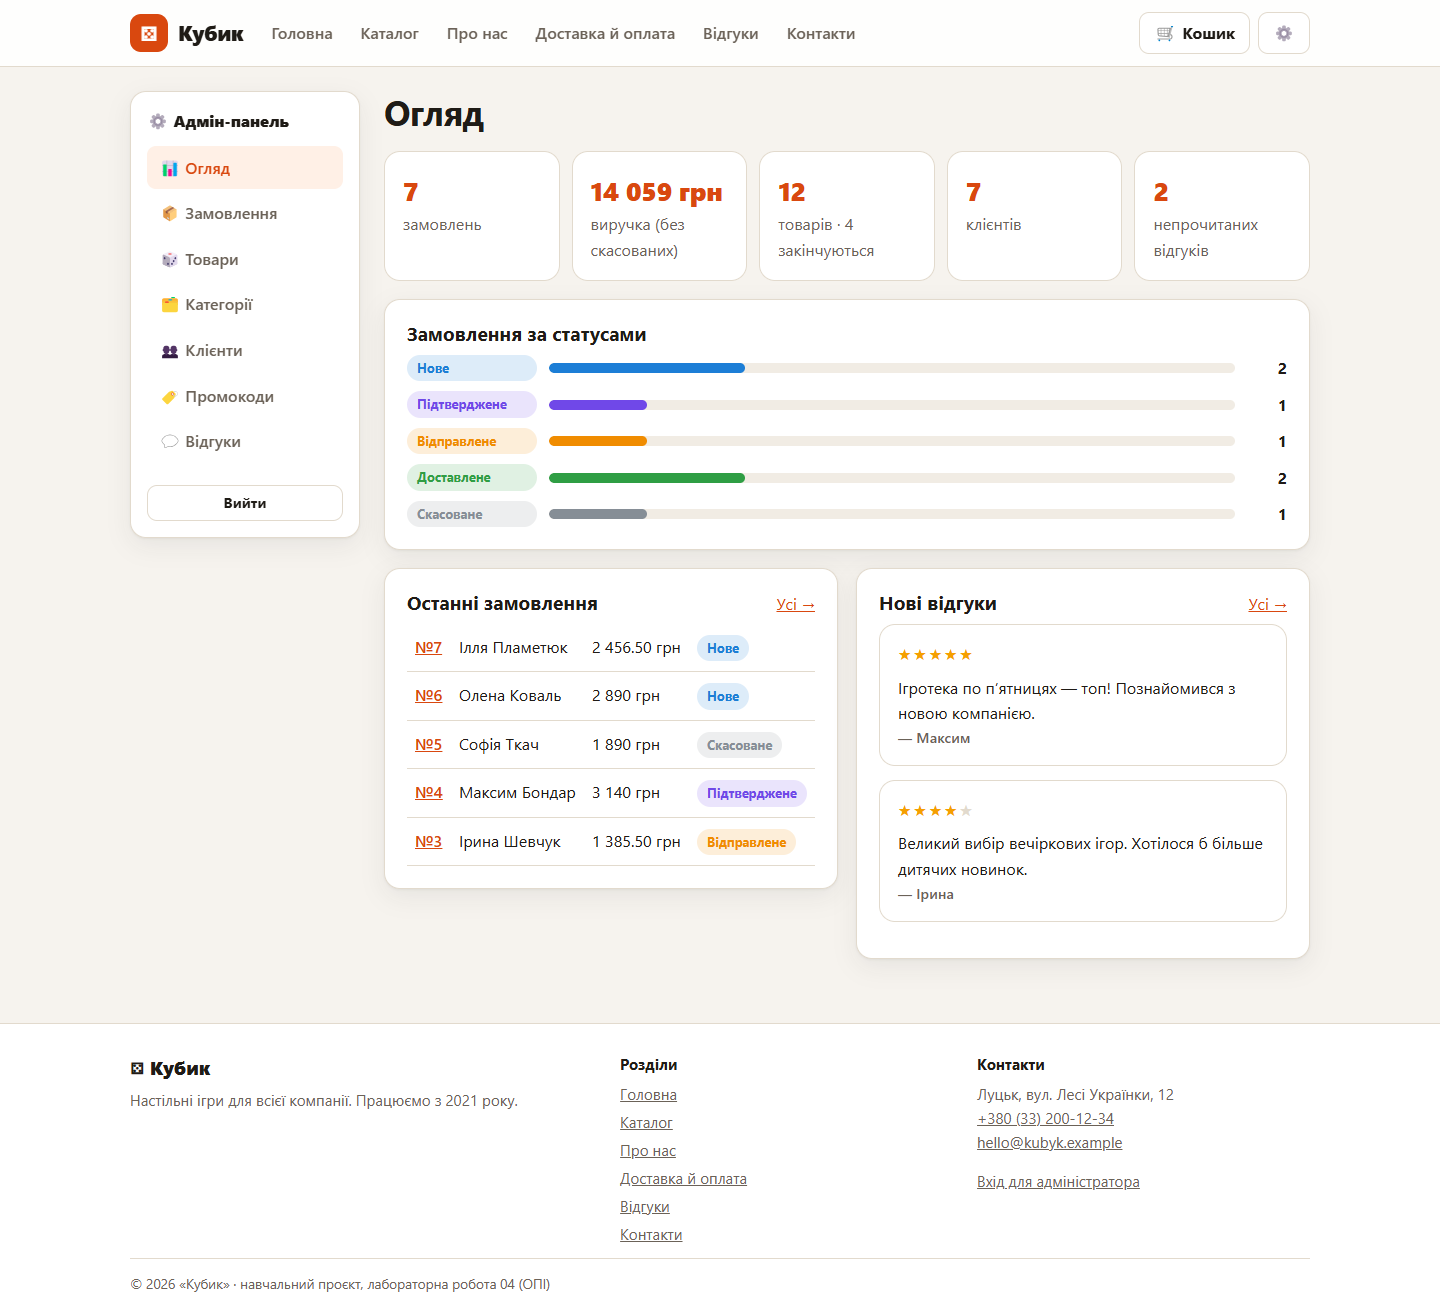 Кубик
Головна
Каталог
Про нас
Доставка й оплата
Відгуки
Контакти
Кошик
Адмін-панель
Огляд
Замовлення
Товари
Категорії
Клієнти
Промокоди
Відгуки
Вийти
Огляд
7
замовлень
14 059 грн
виручка (без
скасованих)
12
товарів · 4
закінчуються
7
клієнтів
2
непрочитаних
відгуків
Замовлення за статусами
Нове 2
Підтверджене 1
Відправлене 1
Доставлене 2
Скасоване 1
Останні замовлення Усі →
№7 Ілля Пламетюк 2 456.50 грн Нове
№6 Олена Коваль 2 890 грн Нове
№5 Софія Ткач 1 890 грн Скасоване
№4 Максим Бондар 3 140 грн Підтверджене
№3 Ірина Шевчук 1 385.50 грн Відправлене
Нові відгуки Усі →
★★★★★
Ігротека по п’ятницях — топ! Познайомився з
новою компанією.
— Максим
★★★★★
Великий вибір вечіркових ігор. Хотілося б більше
дитячих новинок.
— Ірина
Кубик
Настільні ігри для всієї компанії. Працюємо з 2021 року.
Розділи
Головна
Каталог
Про нас
Доставка й оплата
Відгуки
Контакти
Контакти
Луцьк, вул. Лесі Українки, 12
+380 (33) 200-12-34
hello@kubyk.example
Вхід для адміністратора
© 2026 «Кубик» · навчальний проєкт, лабораторна робота 04 (ОПІ)